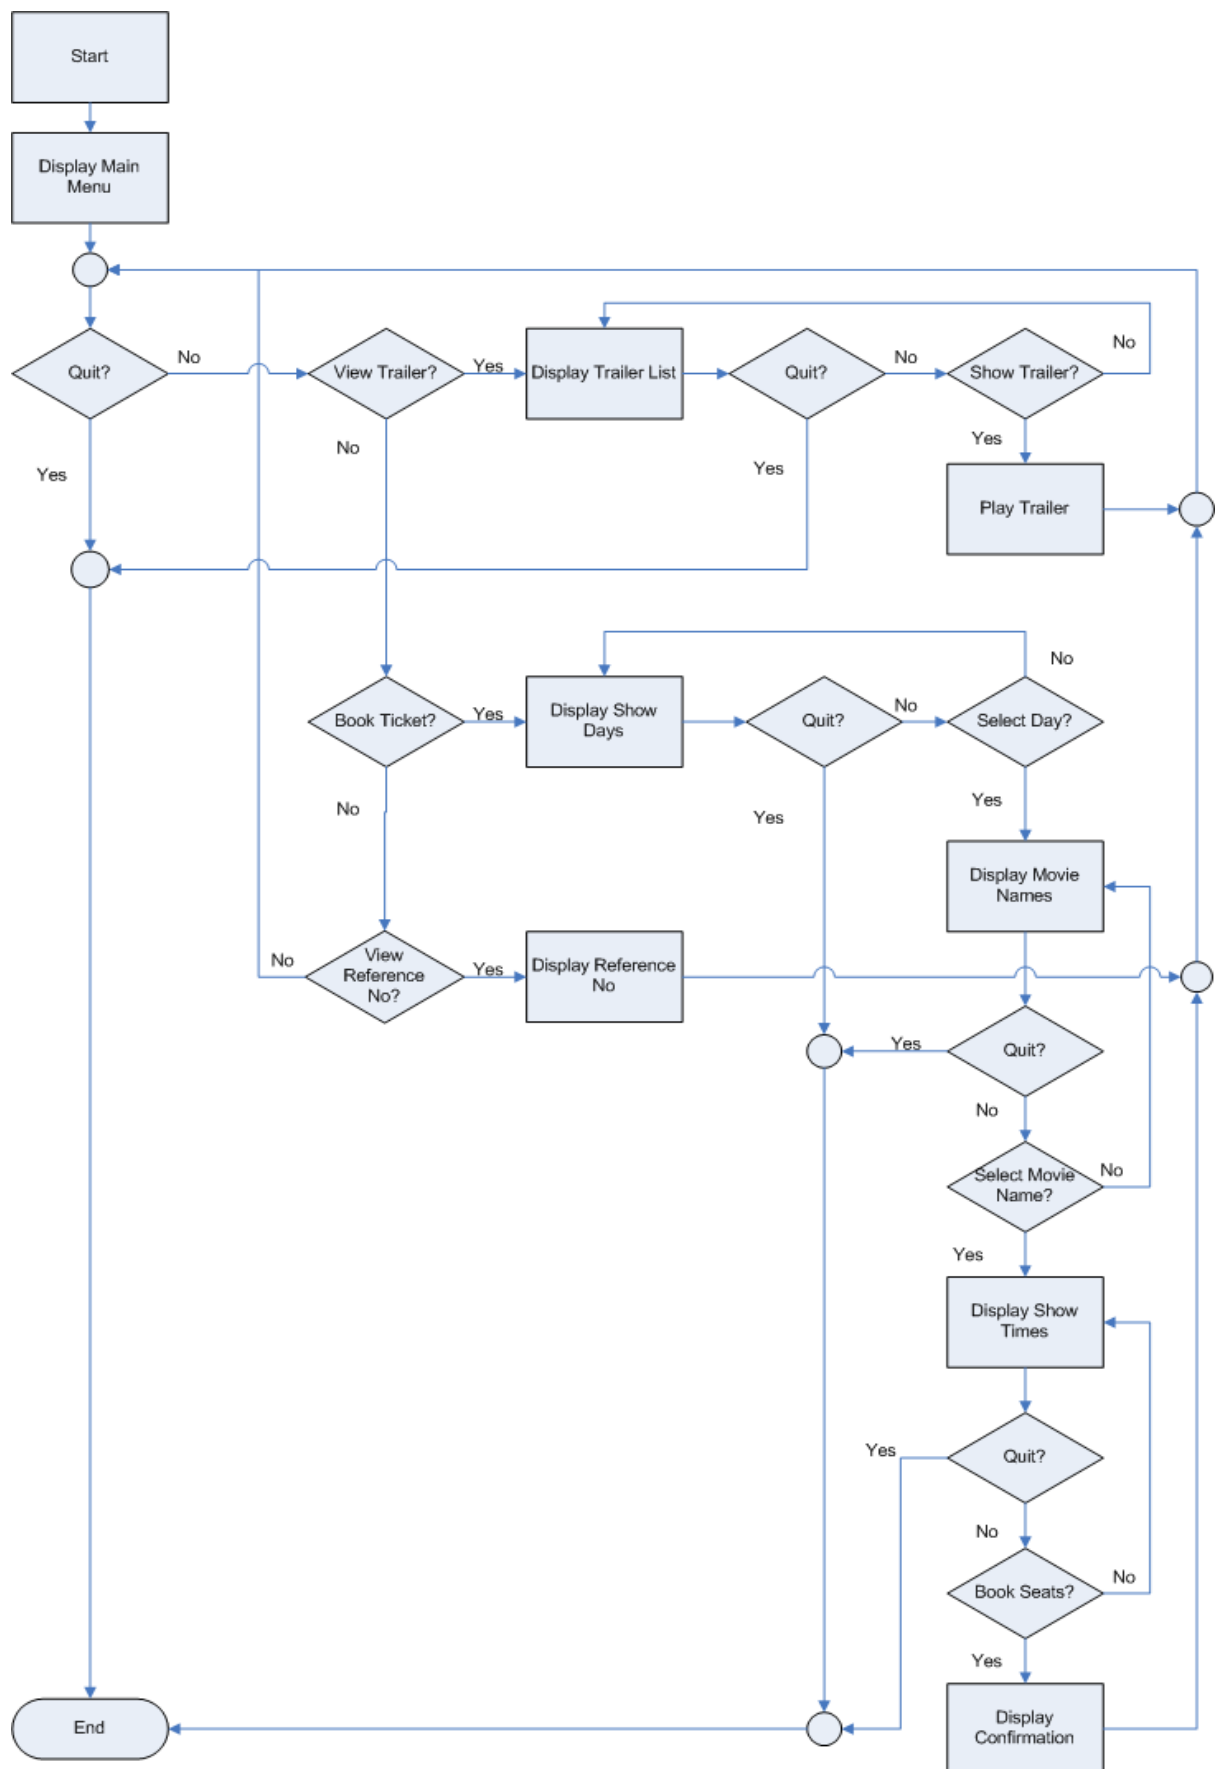 Start
Display Main
Menu
Quit?
No
View Trailer?
Yes
Display Trailer List
Quit?
No
Show Trailer?
No
Yes
No
Yes
Yes
Play Trailer
Book Ticket?
Yes
Display Show
Days
Quit?
No
Select Day?
No
No
Yes
Yes
Display Movie
Names
No
View
Reference
No?
Yes
Display Reference
No
Yes
Quit?
No
Select Movie
Name?
No
Yes
Display Show
Times
Yes
Quit?
No
Book Seats?
No
Yes
Display
Confirmation
End